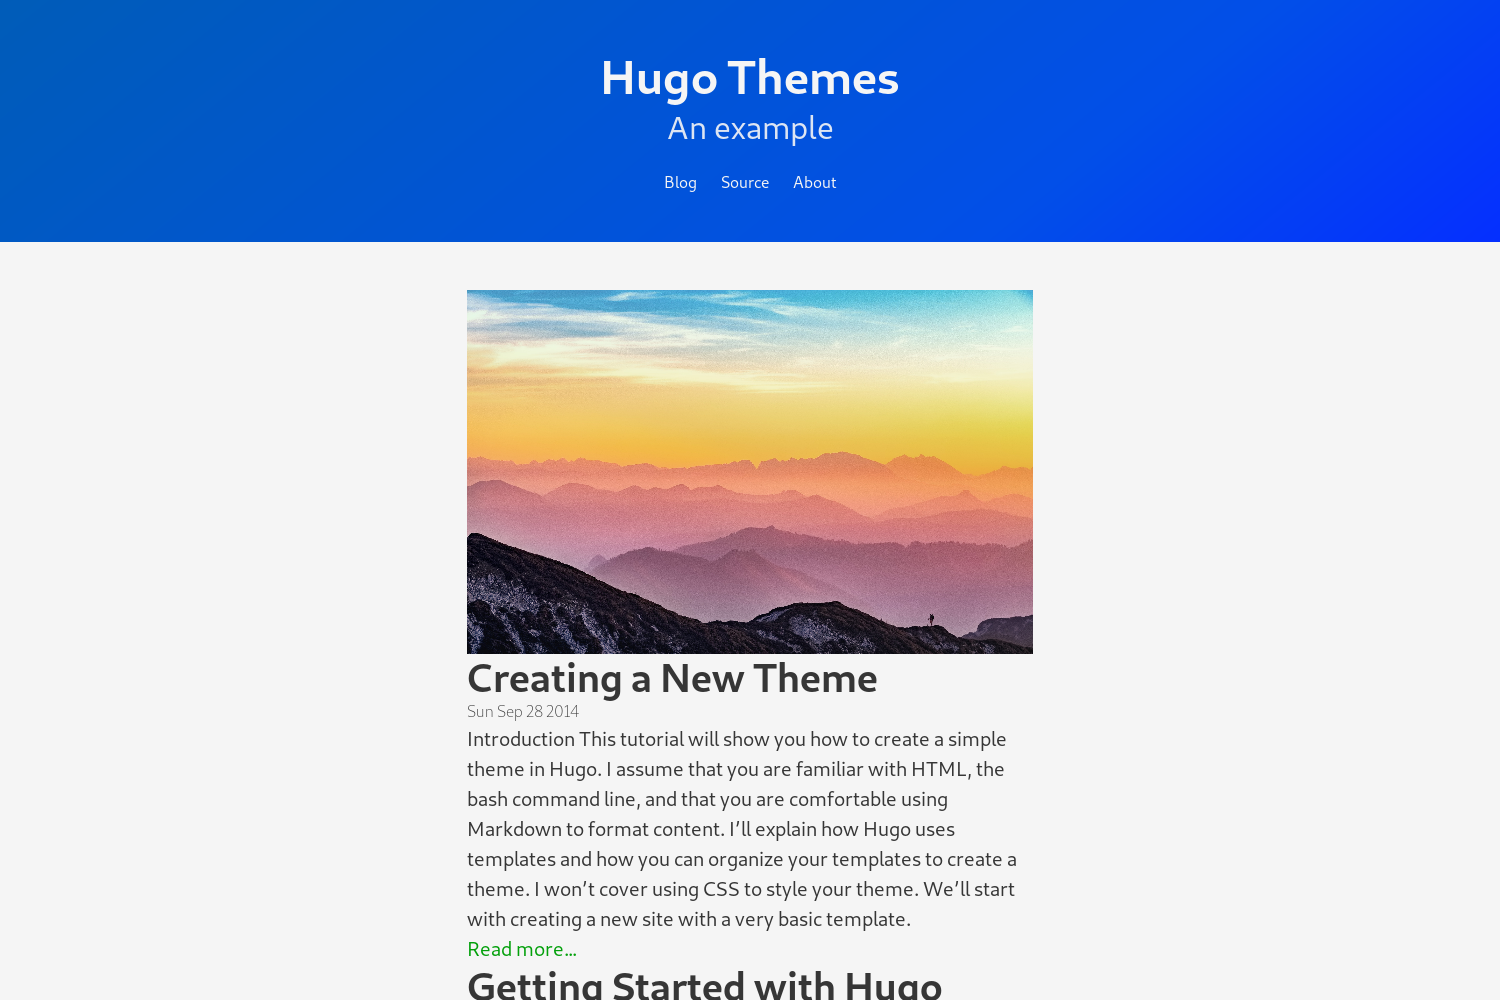 Hugo Themes
An example
Blog Source About
Creating a New Theme
Sun Sep 28 2014
Introduction This tutorial will show you how to create a simple
theme in Hugo. I assume that you are familiar with HTML, the
bash command line, and that you are comfortable using
Markdown to format content. I’ll explain how Hugo uses
templates and how you can organize your templates to create a
theme. I won’t cover using CSS to style your theme. We’ll start
with creating a new site with a very basic template.
Read more…
Getting Started with Hugo